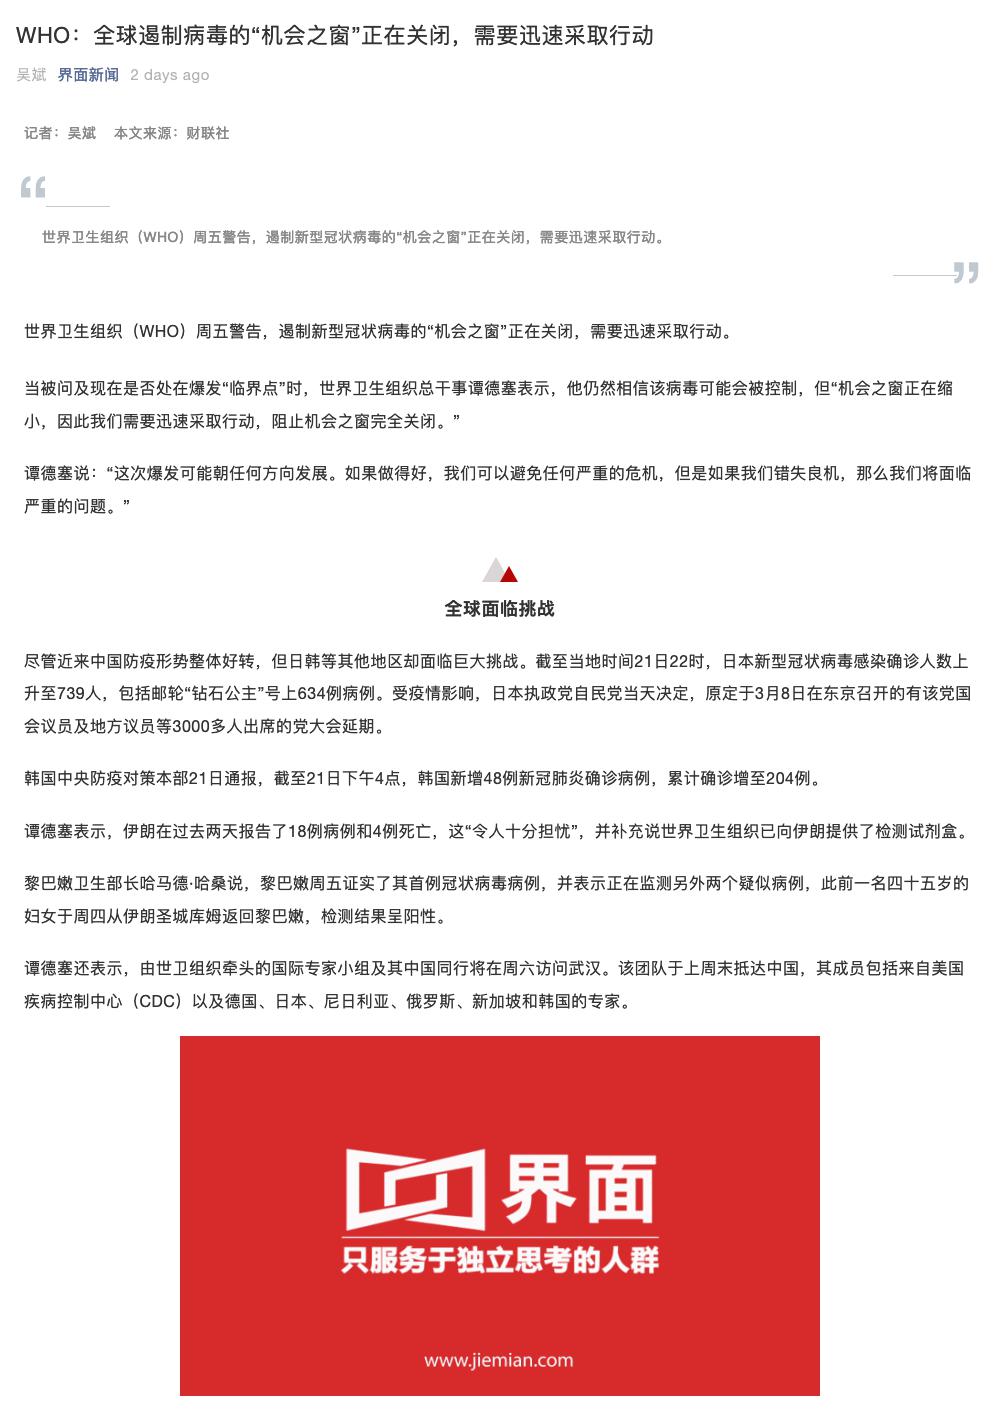 WHO：全球遏制病毒的“机会之窗”正在关闭，需要迅速采取行动
吴斌 界面新闻 2 days ago
记者：吴斌 本文来源：财联社
“
世界卫生组织（WHO）周五警告，遏制新型冠状病毒的“机会之窗”正在关闭，需要迅速采取行动。
”
世界卫生组织（WHO）周五警告，遏制新型冠状病毒的“机会之窗”正在关闭，需要迅速采取行动。
当被问及现在是否处在爆发“临界点”时，世界卫生组织总干事谭德塞表示，他仍然相信该病毒可能会被控制，但“机会之窗正在缩
小，因此我们需要迅速采取行动，阻止机会之窗完全关闭。”
谭德塞说：“这次爆发可能朝任何方向发展。如果做得好，我们可以避免任何严重的危机，但是如果我们错失良机，那么我们将面临
严重的问题。”
全球面临挑战
尽管近来中国防疫形势整体好转，但日韩等其他地区却面临巨大挑战。截至当地时间21日22时，日本新型冠状病毒感染确诊人数上
升至739人，包括邮轮“钻石公主”号上634例病例。受疫情影响，日本执政党自民党当天决定，原定于3月8日在东京召开的有该党国
会议员及地方议员等3000多人出席的党大会延期。
韩国中央防疫对策本部21日通报，截至21日下午4点，韩国新增48例新冠肺炎确诊病例，累计确诊增至204例。
谭德塞表示，伊朗在过去两天报告了18例病例和4例死亡，这“令人十分担忧”，并补充说世界卫生组织已向伊朗提供了检测试剂盒。
黎巴嫩卫生部长哈马德·哈桑说，黎巴嫩周五证实了其首例冠状病毒病例，并表示正在监测另外两个疑似病例，此前一名四十五岁的
妇女于周四从伊朗圣城库姆返回黎巴嫩，检测结果呈阳性。
谭德塞还表示，由世卫组织牵头的国际专家小组及其中国同行将在周六访问武汉。该团队于上周末抵达中国，其成员包括来自美国
疾病控制中心（CDC）以及德国、日本、尼日利亚、俄罗斯、新加坡和韩国的专家。
界面
只服务于独立思考的人群
www.jiemian.com